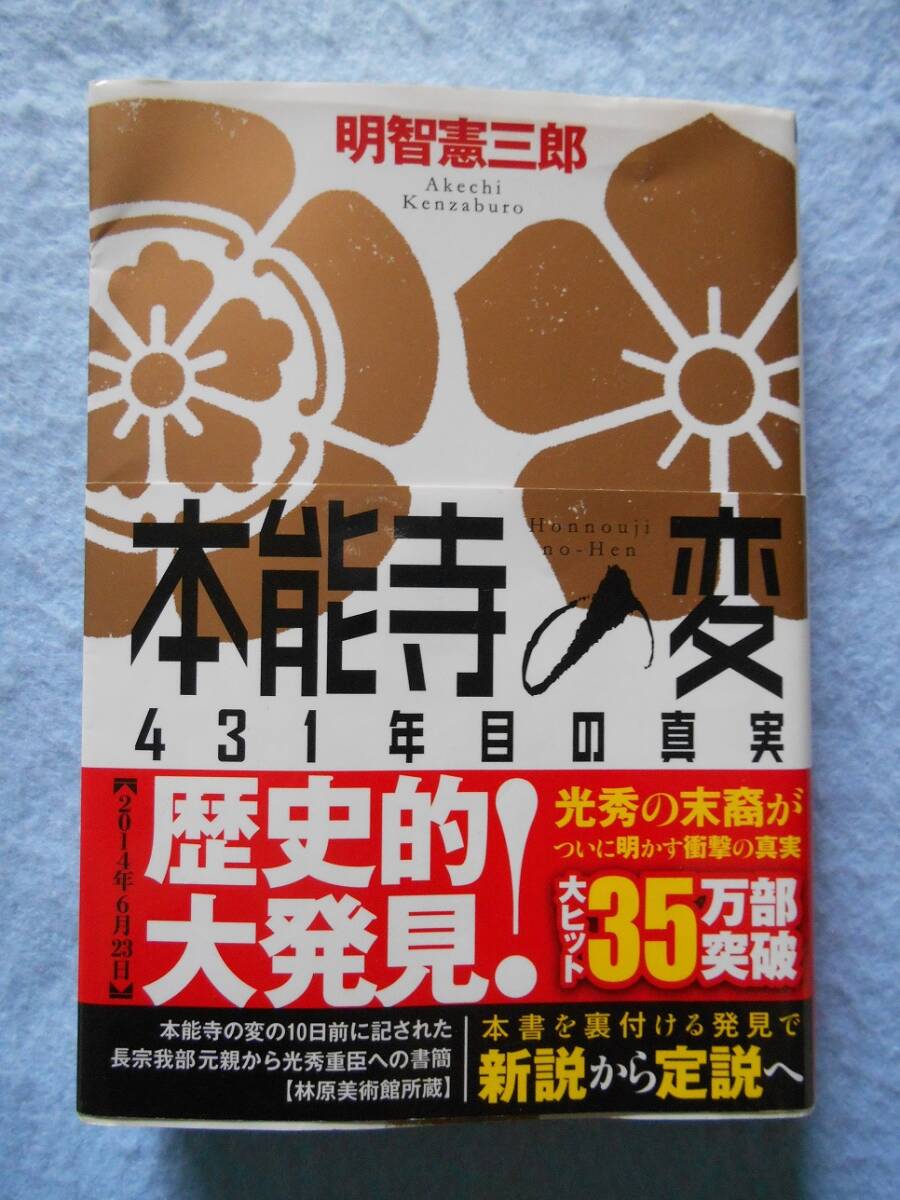 明智憲三郎
Akechi
Kenzaburo
本能寺の変
Honnouji
no-Hen
431年目の真実
【2014年6月23日】
歴史的
大発見!
光秀の末裔が
ついに明かす衝撃の真実
大ヒット
35万部
突破
本能寺の変の10日前に記された
長宗我部元親から光秀重臣への書簡
【林原美術館所蔵】
本書を裏付ける発見で
新説から定説へ